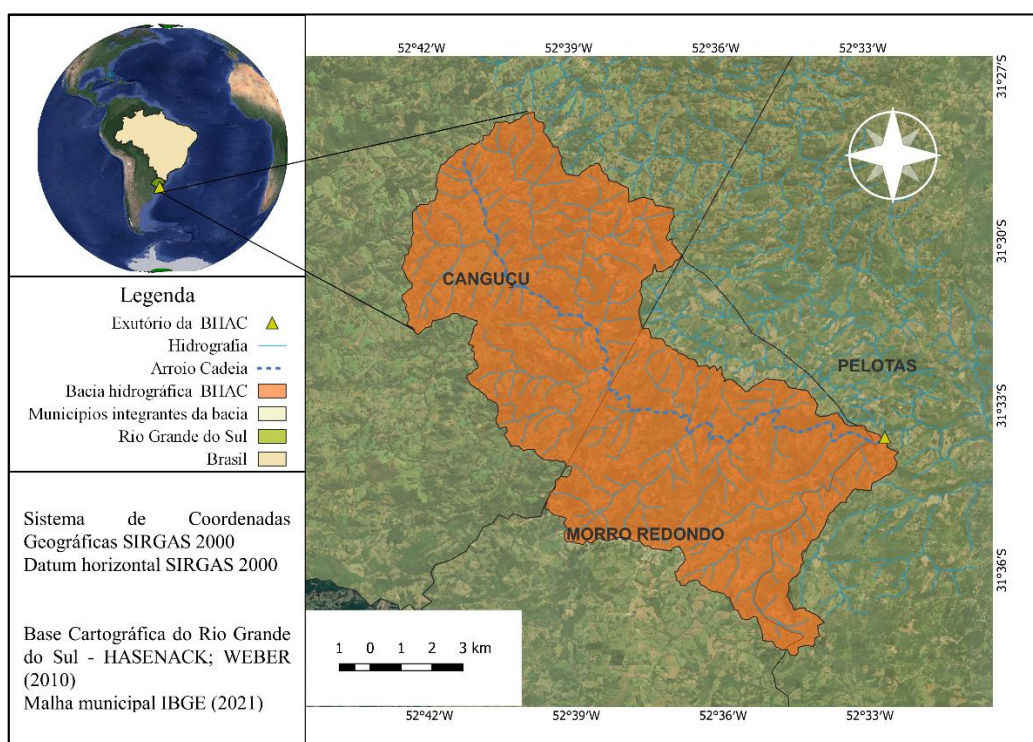 52°42'W 52°39'W 52°36'W 52°33'W
31°27'S
31°30'S
31°33'S
31°36'S
CANGUÇU
PELOTAS
MORRO REDONDO
Legenda
Exutório da BHAC
Hidrografia
Arroio Cadeia
Bacia hidrográfica BHAC
Municípios integrantes da bacia
Rio Grande do Sul
Brasil
Sistema de Coordenadas
Geográficas SIRGAS 2000
Datum horizontal SIRGAS 2000
Base Cartográfica do Rio Grande
do Sul - HASENACK; WEBER
(2010)
Malha municipal IBGE (2021)
1 0 1 2 3 km
52°42'W 52°39'W 52°36'W 52°33'W